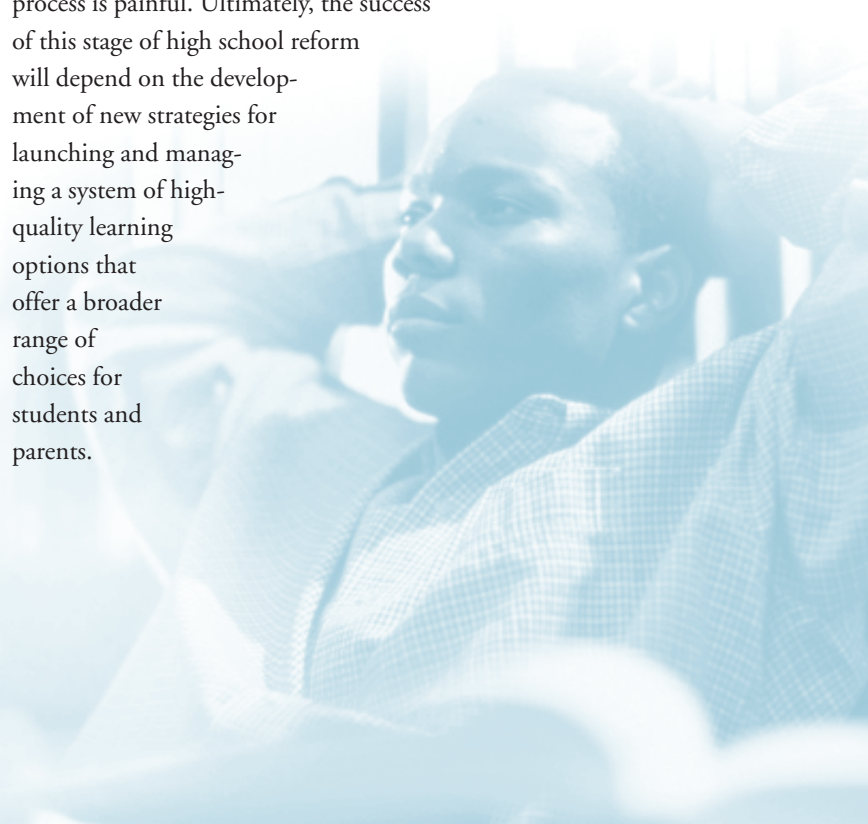 process is painful. Ultimately, the success
of this stage of high school reform
will depend on the develop-
ment of new strategies for
launching and manag-
ing a system of high-
quality learning
options that
offer a broader
range of
choices for
students and
parents.